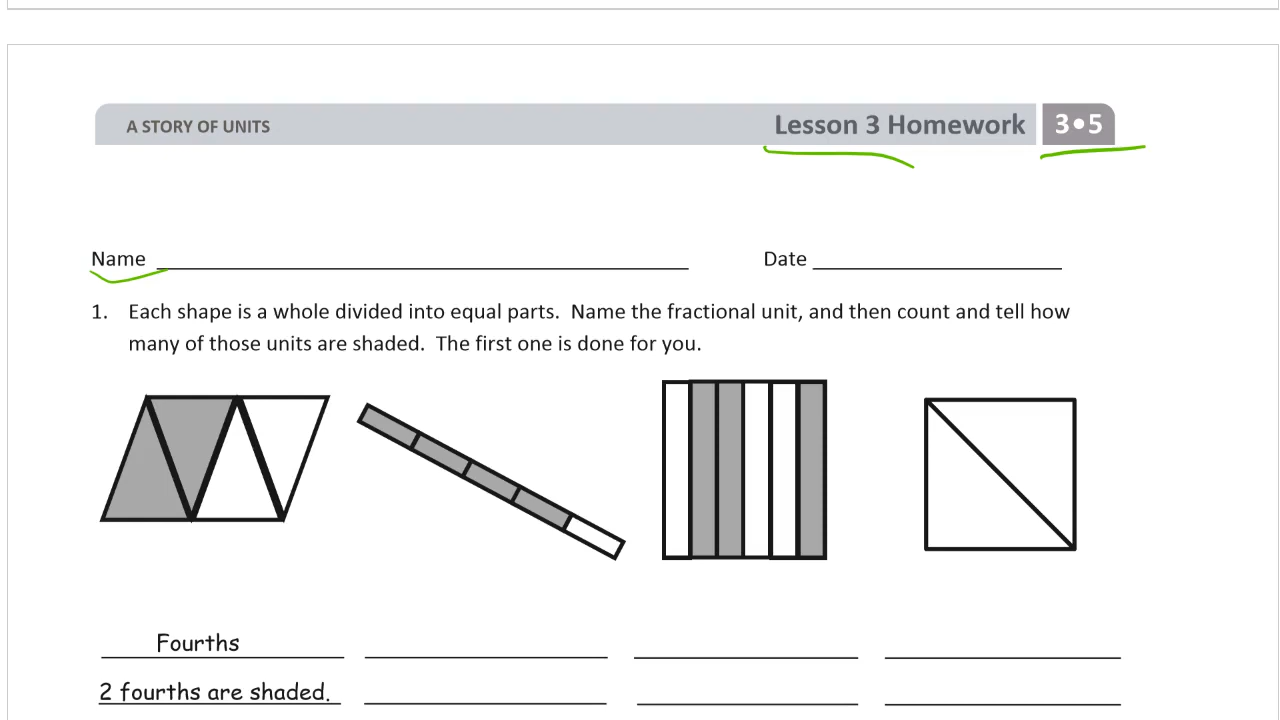 A STORY OF UNITS
Lesson 3 Homework 3•5
Name
Date
1. Each shape is a whole divided into equal parts. Name the fractional unit, and then count and tell how
many of those units are shaded. The first one is done for you.
Fourths
2 fourths are shaded.